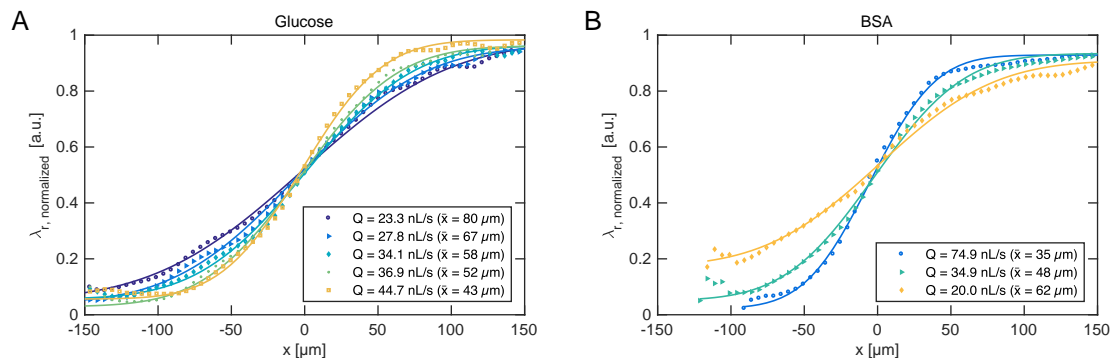 A
Glucose
1
0.8
0.6
0.4
0.2
0
λr, normalized [a.u.]
-150 -100 -50 0 50 100 150
x [µm]
Q = 23.3 nL/s (x̄ = 80 µm)
Q = 27.8 nL/s (x̄ = 67 µm)
Q = 34.1 nL/s (x̄ = 58 µm)
Q = 36.9 nL/s (x̄ = 52 µm)
Q = 44.7 nL/s (x̄ = 43 µm)
B
BSA
1
0.8
0.6
0.4
0.2
0
λr, normalized [a.u.]
-150 -100 -50 0 50 100 150
x [µm]
Q = 74.9 nL/s (x̄ = 35 µm)
Q = 34.9 nL/s (x̄ = 48 µm)
Q = 20.0 nL/s (x̄ = 62 µm)